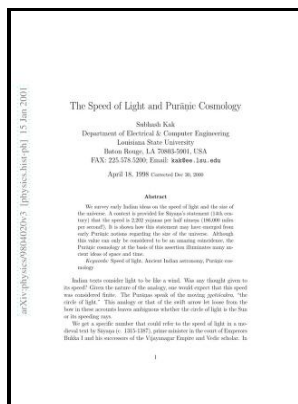 arXiv:physics/9804020v3 [physics.hist-ph] 15 Jan 2001
The Speed of Light and Purāṇic Cosmology
Subhash Kak
Department of Electrical & Computer Engineering
Louisiana State University
Baton Rouge, LA 70803-5901, USA
FAX: 225.578.5200; Email: kak@ee.lsu.edu
April 18, 1998 Corrected Dec 30, 2000
Abstract
We survey early Indian ideas on the speed of light and the size of
the universe. A context is provided for Sāyaṇa's statement (14th cen-
tury) that the speed is 2,202 yojanas per half nimeṣa (186,000 miles
per second!). It is shown how this statement may have emerged from
early Purāṇic notions regarding the size of the universe. Although
this value can only be considered to be an amazing coincidence, the
Purāṇic cosmology at the basis of this assertion illuminates many an-
cient ideas of space and time.
Keywords: Speed of light, Ancient Indian astronomy, Purāṇic cos-
mology
Indian texts consider light to be like a wind. Was any thought given to
its speed? Given the nature of the analogy, one would expect that this speed
was considered finite. The Purāṇas speak of the moving jyotiścakra, "the
circle of light." This analogy or that of the swift arrow let loose from the
bow in these accounts leaves ambiguous whether the circle of light is the Sun
or its speeding rays.
We get a specific number that could refer to the speed of light in a me-
dieval text by Sāyaṇa (c. 1315-1387), prime minister in the court of Emperors
Bukka I and his successors of the Vijayanagar Empire and Vedic scholar. In
1